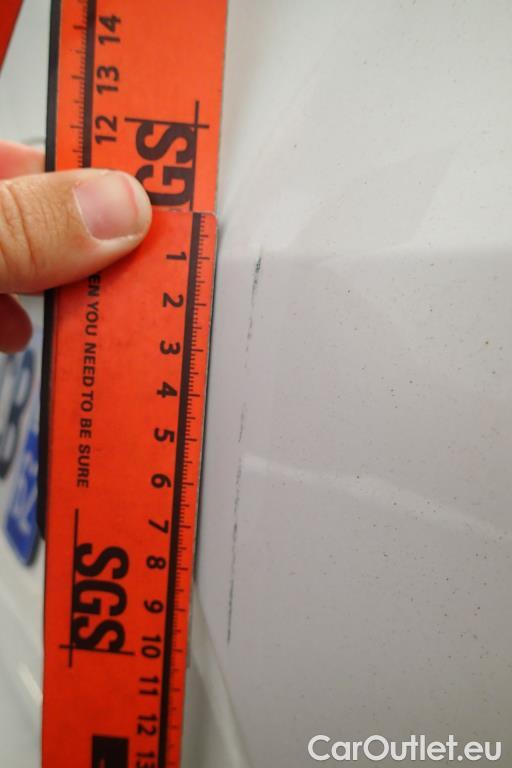 12 13 14
SGS
1 2 3 4 5 6 7 8 9 10 11 12 13
EN YOU NEED TO BE SURE
SGS
CarOutlet.eu